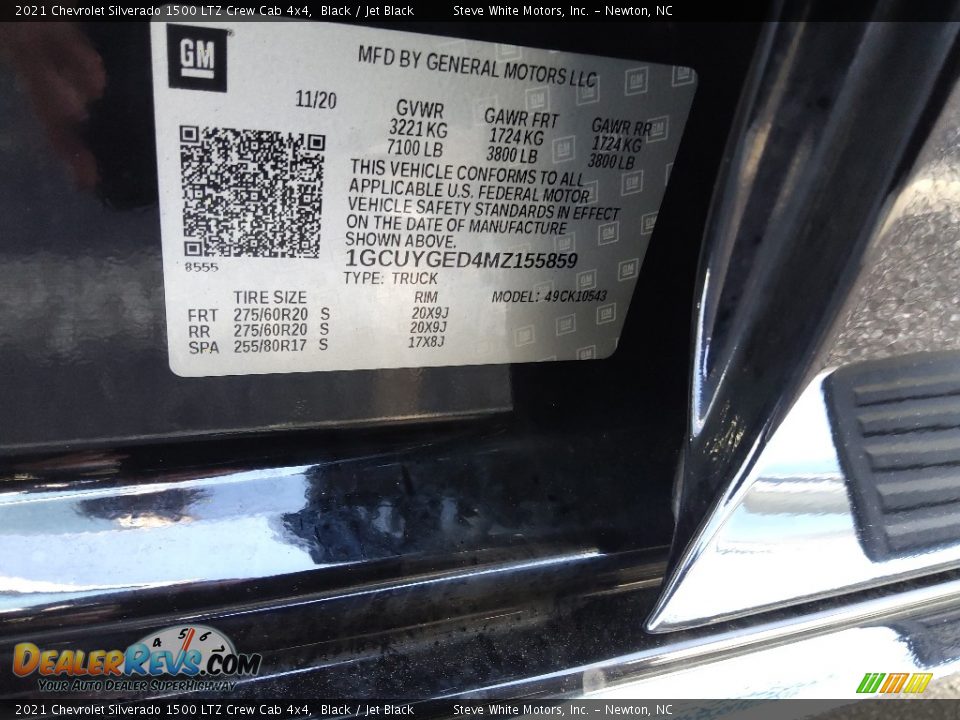 2021 Chevrolet Silverado 1500 LTZ Crew Cab 4x4, Black / Jet Black Steve White Motors, Inc. – Newton, NC
GM
MFD BY GENERAL MOTORS LLC
11/20
GVWR GAWR FRT GAWR RR
3221 KG 1724 KG 1724 KG
7100 LB 3800 LB 3800 LB
THIS VEHICLE CONFORMS TO ALL
APPLICABLE U.S. FEDERAL MOTOR
VEHICLE SAFETY STANDARDS IN EFFECT
ON THE DATE OF MANUFACTURE
SHOWN ABOVE.
8555
1GCUYGED4MZ155859
TYPE: TRUCK
TIRE SIZE RIM MODEL: 49CK10543
FRT 275/60R20 S 20X9J
RR 275/60R20 S 20X9J
SPA 255/80R17 S 17X8J
4 5 6
DEALERREVS.COM
YOUR AUTO DEALER SUPERHIGHWAY
2021 Chevrolet Silverado 1500 LTZ Crew Cab 4x4, Black / Jet Black Steve White Motors, Inc. – Newton, NC